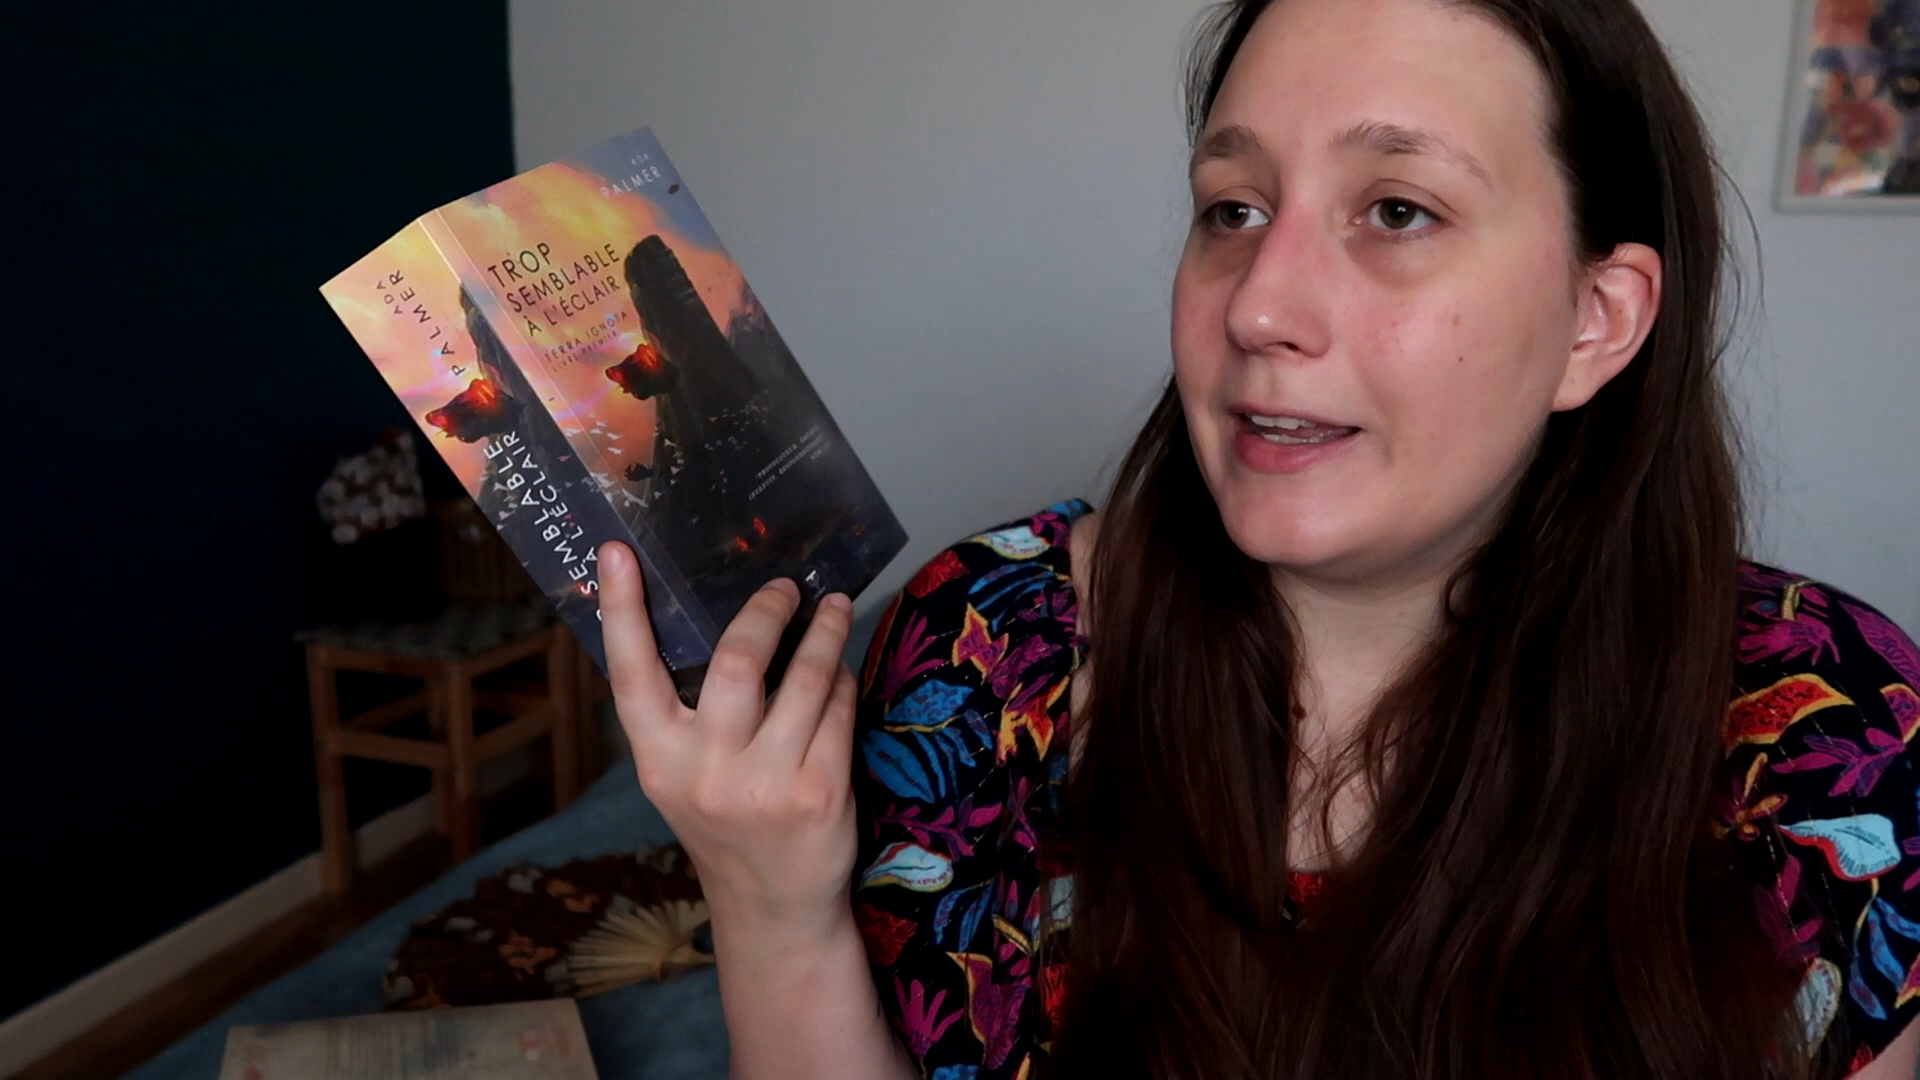 ADA
PALMER
SEMBLABLE
À L'ÉCLAIR
ADA
PALMER
TROP
SEMBLABLE
À L'ÉCLAIR
TERRA IGNOTA
LIVRE PREMIER